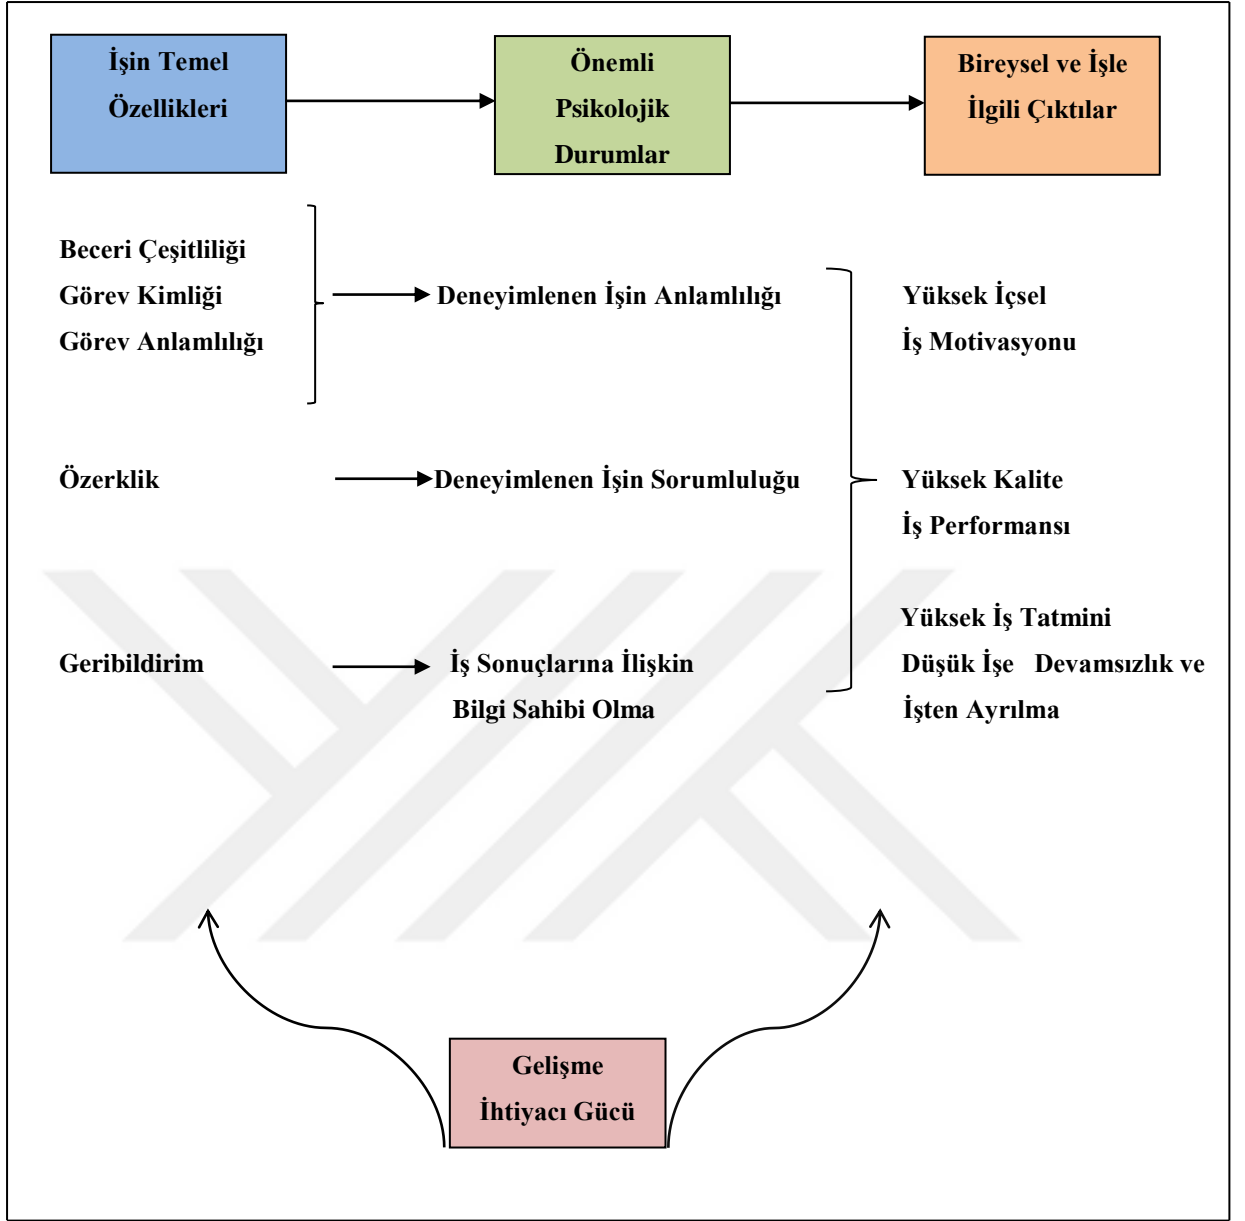 İşin Temel
Özellikleri
Önemli
Psikolojik
Durumlar
Bireysel ve İşle
İlgili Çıktılar
Beceri Çeşitliliği
Görev Kimliği
Görev Anlamlılığı
Deneyimlenen İşin Anlamlılığı
Yüksek İçsel
İş Motivasyonu
Özerklik
Deneyimlenen İşin Sorumluluğu
Yüksek Kalite
İş Performansı
Geribildirim
İş Sonuçlarına İlişkin
Bilgi Sahibi Olma
Yüksek İş Tatmini
Düşük İşe Devamsızlık ve
İşten Ayrılma
Gelişme
İhtiyacı Gücü